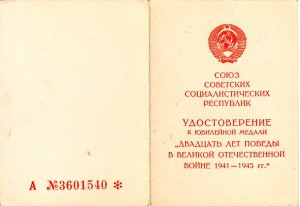 А №3601540 *
СОЮЗ
СОВЕТСКИХ
СОЦИАЛИСТИЧЕСКИХ
РЕСПУБЛИК
УДОСТОВЕРЕНИЕ
К ЮБИЛЕЙНОЙ МЕДАЛИ
„ДВАДЦАТЬ ЛЕТ ПОБЕДЫ
В ВЕЛИКОЙ ОТЕЧЕСТВЕННОЙ
ВОЙНЕ 1941—1945 гг.“